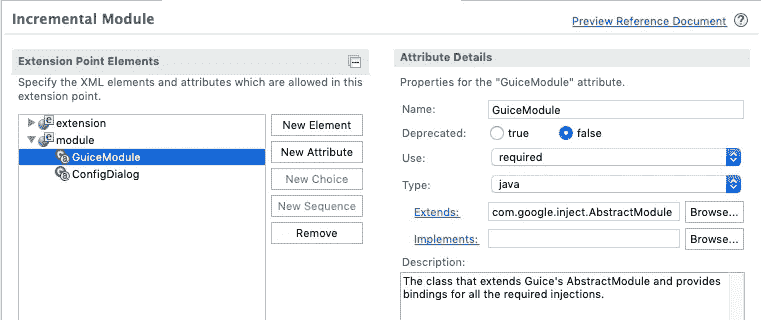 Incremental Module
Preview Reference Document
Extension Point Elements
Specify the XML elements and attributes which are allowed in this
extension point.
extension
module
GuiceModule
ConfigDialog
New Element
New Attribute
New Choice
New Sequence
Remove
Attribute Details
Properties for the "GuiceModule" attribute.
Name: GuiceModule
Deprecated: true false
Use: required
Type: java
Extends: com.google.inject.AbstractModule Browse...
Implements: Browse...
Description:
The class that extends Guice's AbstractModule and provides
bindings for all the required injections.